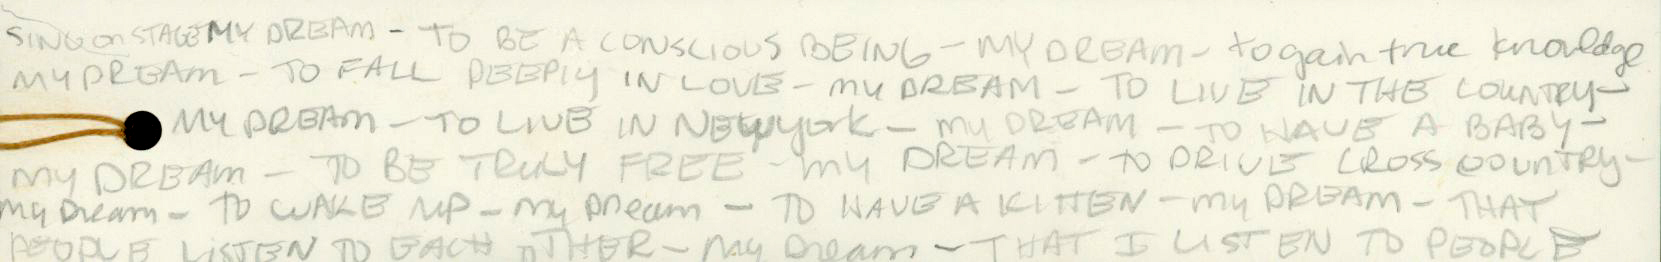 SING on STAGE MY DREAM - TO BE A CONSCIOUS BEING - MY DREAM - to gain true knowldge
MY DREAM - TO FALL DEEPLY IN LOVE - MY DREAM - TO LIVE IN THE COUNTRY -
MY DREAM - TO LIVE IN NEW york - MY DREAM - TO HAVE A BABY -
MY DREAM - TO BE TRULY FREE - MY DREAM - to DRIVE CROSS COUNTRY -
My Dream - TO WAKE UP - My Dream - TO HAVE A KITTEN - MY DREAM - THAT
PEOPLE LISTEN TO EACH OTHER - My Dream - THAT I LISTEN TO PEOPLE